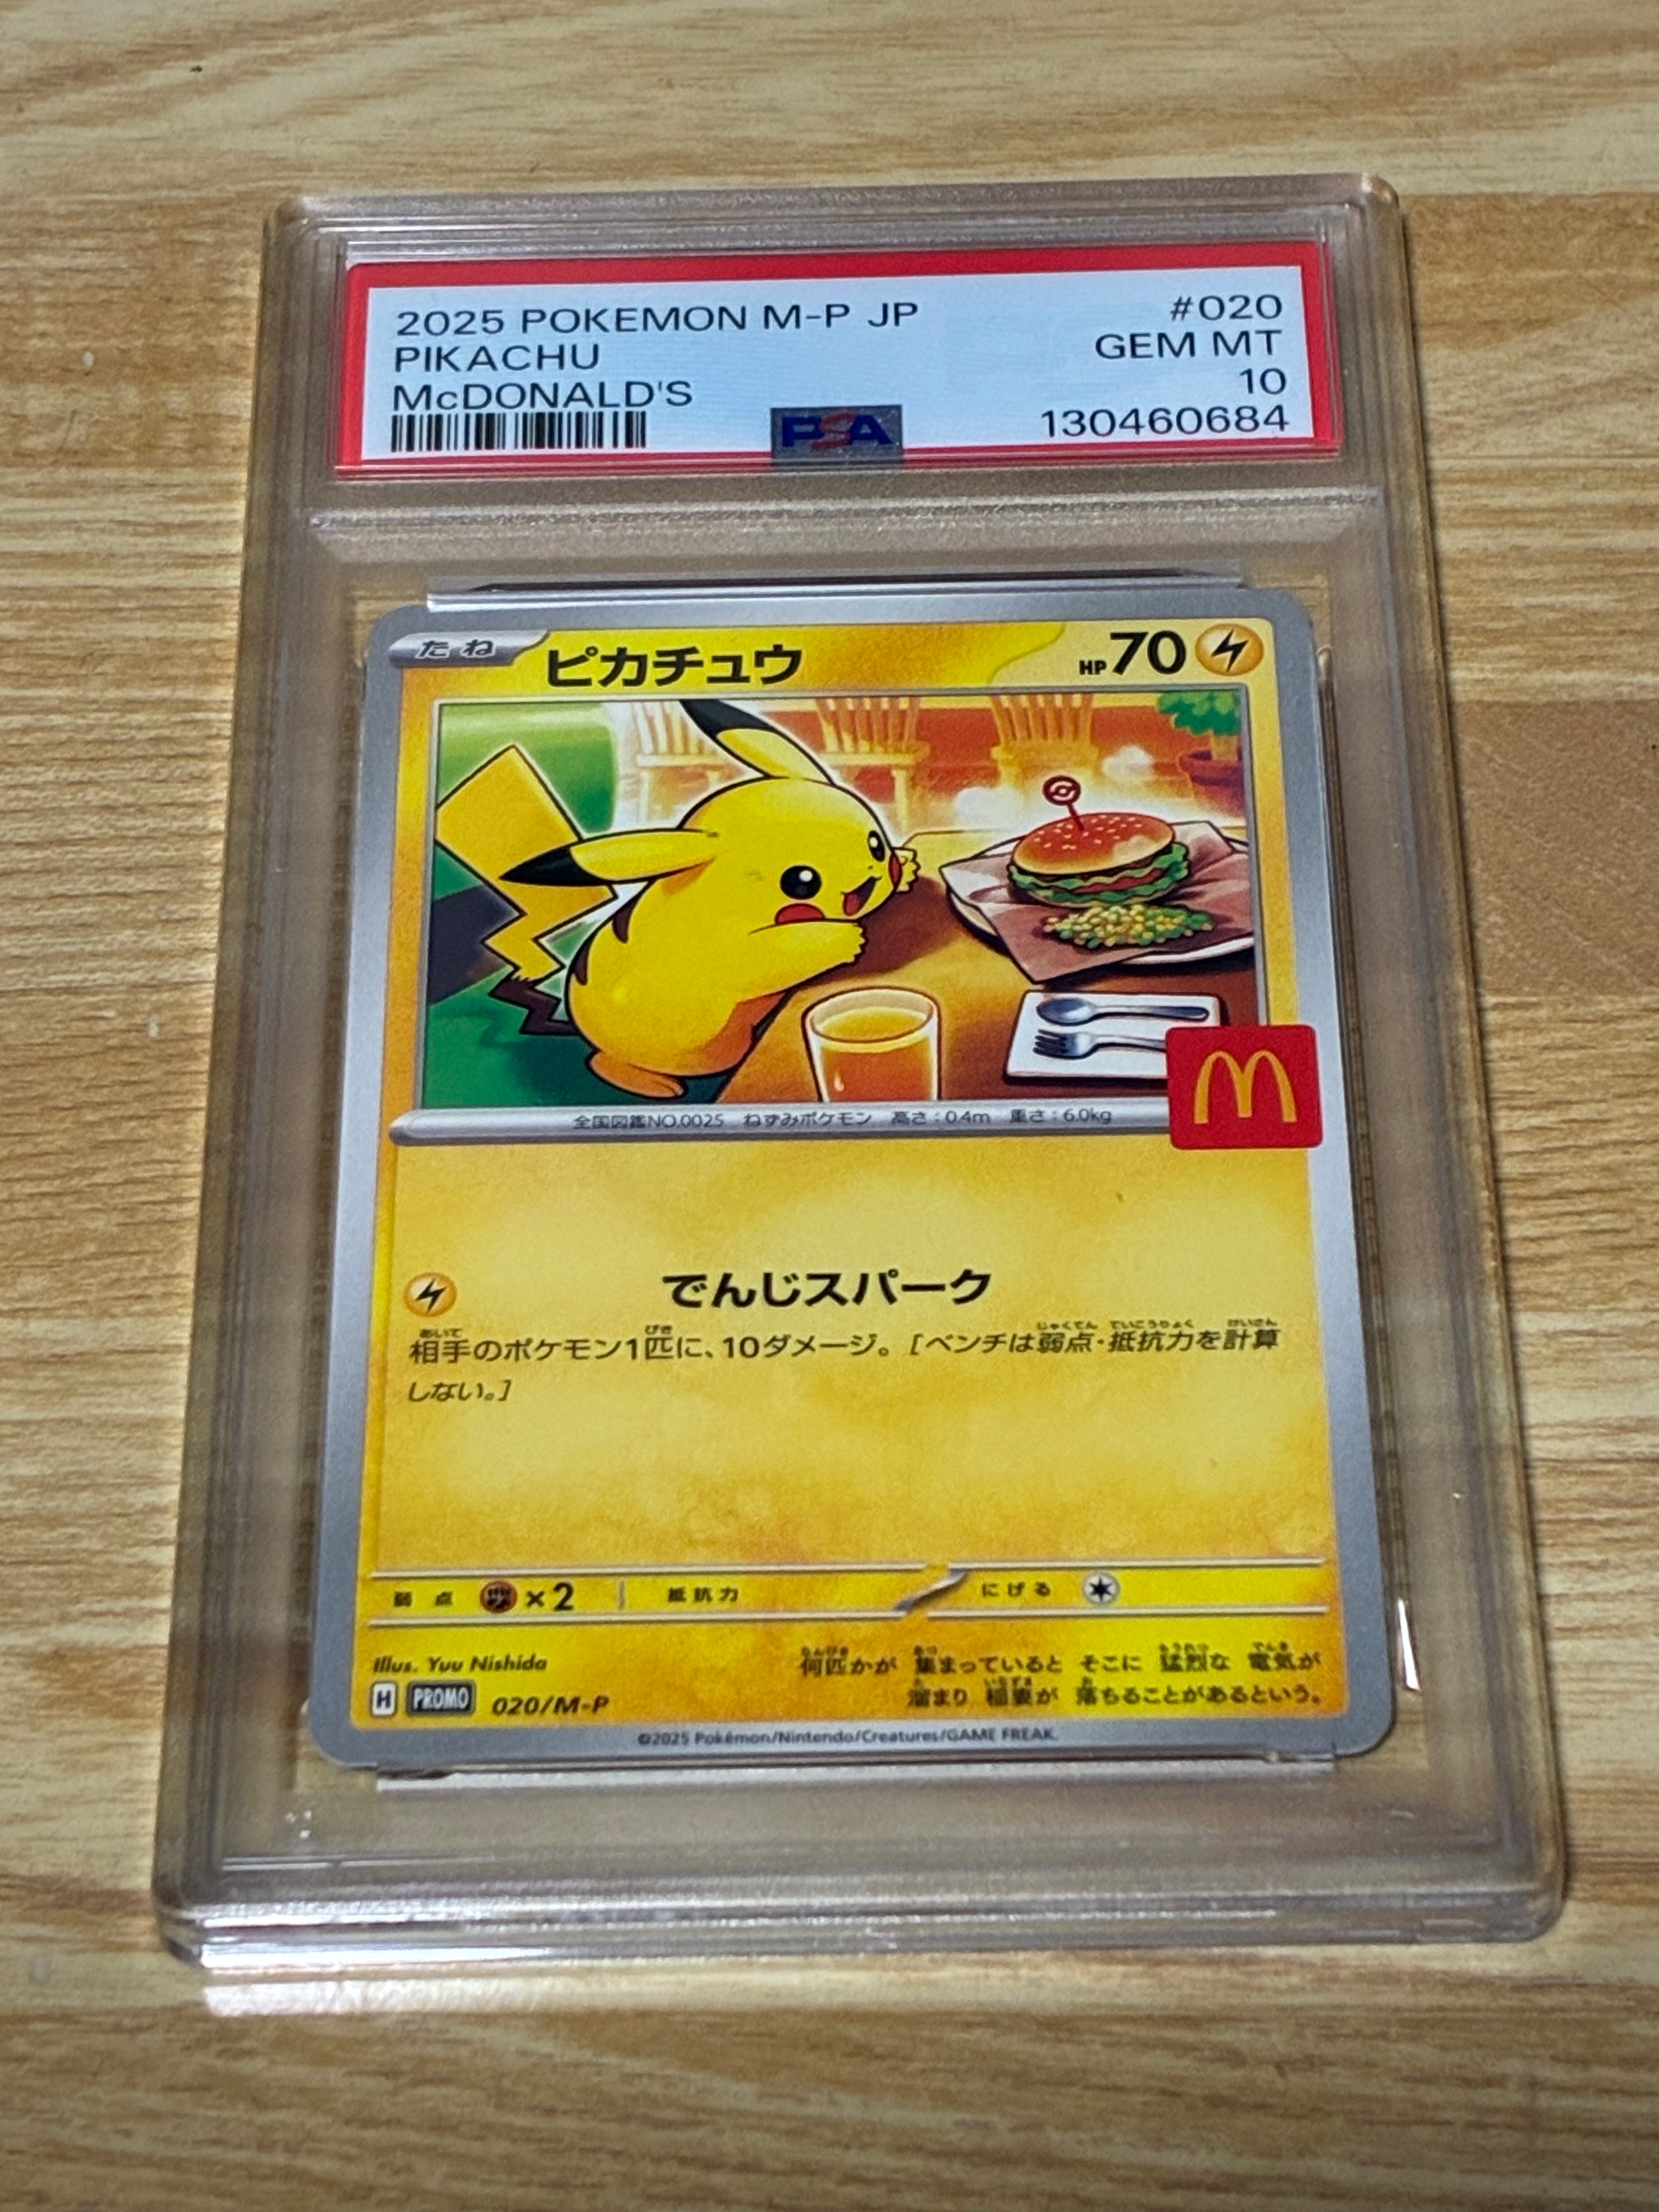 2025 POKEMON M-P JP #020
PIKACHU GEM MT
McDONALD'S 10
PSA 130460684
たね ピカチュウ HP70
全国図鑑NO.0025 ねずみポケモン 高さ:0.4m 重さ:6.0kg
でんじスパーク
相手のポケモン1匹に、10ダメージ。[ベンチは弱点・抵抗力を計算
しない。]
弱点 ×2 抵抗力 にげる
Illus. Yuu Nishida
何匹かが 集まっていると そこに 猛烈な 電気が
溜まり 稲妻が 落ちることがあるという。
H PROMO 020/M-P
©2025 Pokémon/Nintendo/Creatures/GAME FREAK.